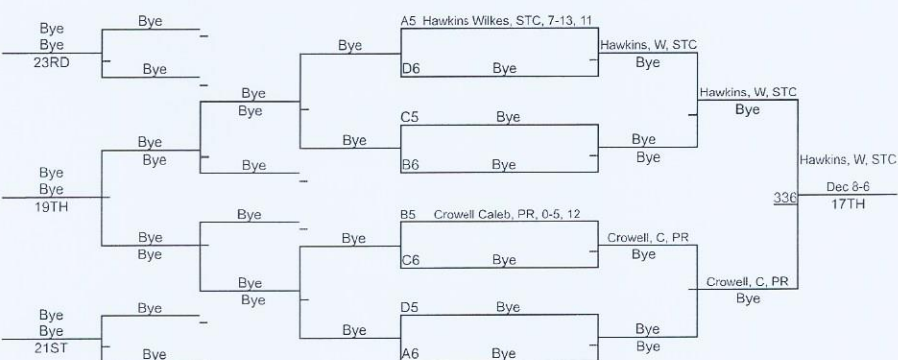 Bye
Bye
23RD
Bye
Bye
Bye
Bye
19TH
Bye
Bye
Bye
Bye
Bye
Bye
21ST
Bye
Bye
Bye
Bye
Bye
Bye
Bye
Bye
Bye
Bye
Bye
Bye
A5 Hawkins Wilkes, STC, 7-13, 11
D6 Bye
C5 Bye
B6 Bye
B5 Crowell Caleb, PR, 0-5, 12
C6 Bye
D5 Bye
A6 Bye
Hawkins, W, STC
Bye
Bye
Bye
Crowell, C, PR
Bye
Bye
Bye
Hawkins, W, STC
Bye
Crowell, C, PR
Bye
Hawkins, W, STC
336 Dec 8-6
17TH